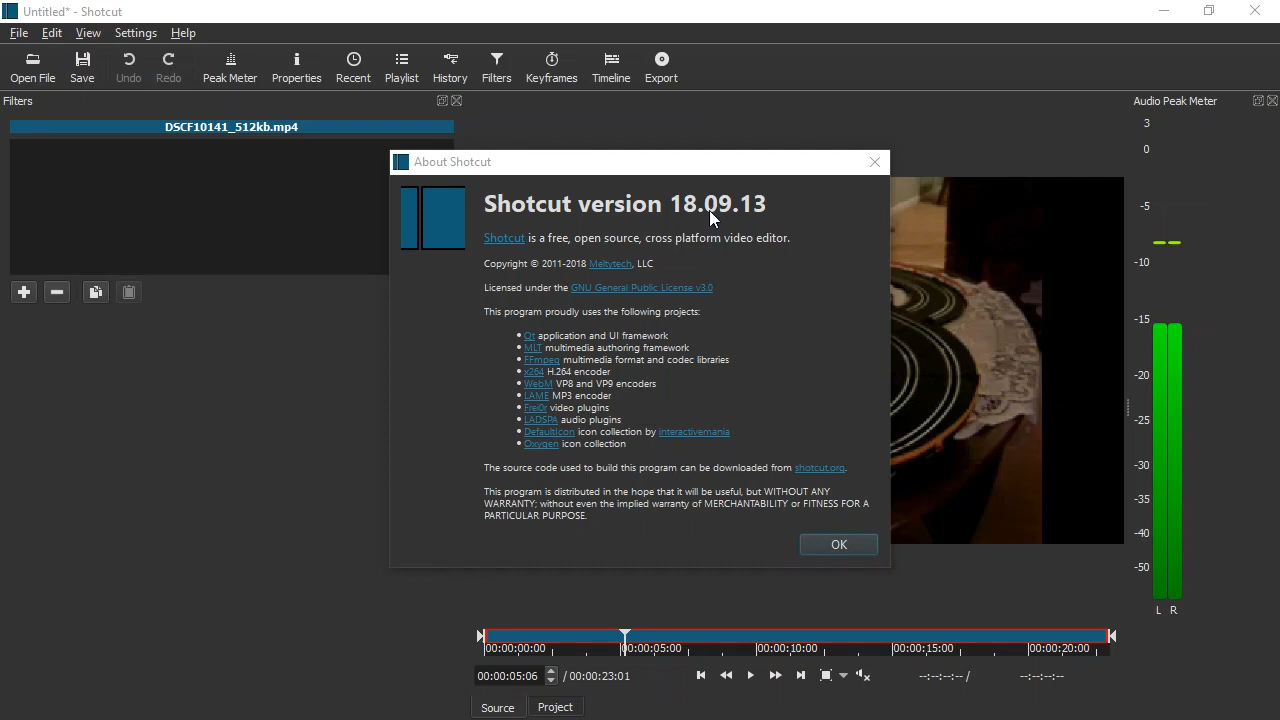 Untitled* - Shotcut
File Edit View Settings Help
Open File Save Undo Redo Peak Meter Properties Recent Playlist History Filters Keyframes Timeline Export
Filters
Audio Peak Meter
DSCF10141_512kb.mp4
About Shotcut
Shotcut version 18.09.13
Shotcut is a free, open source, cross platform video editor.
Copyright © 2011-2018 Meltytech, LLC
Licensed under the GNU General Public License v3.0
This program proudly uses the following projects:
• Qt application and UI framework
• MLT multimedia authoring framework
• FFmpeg multimedia format and codec libraries
• x264 H.264 encoder
• WebM VP8 and VP9 encoders
• LAME MP3 encoder
• Frei0r video plugins
• LADSPA audio plugins
• DefaultIcon icon collection by interactivemania
• Oxygen icon collection
The source code used to build this program can be downloaded from shotcut.org.
This program is distributed in the hope that it will be useful, but WITHOUT ANY
WARRANTY; without even the implied warranty of MERCHANTABILITY or FITNESS FOR A
PARTICULAR PURPOSE.
OK
3
0
-5
-10
-15
-20
-25
-30
-35
-40
-50
L R
00:00:00:00 00:00:05:00 00:00:10:00 00:00:15:00 00:00:20:00
00:00:05:06 / 00:00:23:01 --:--:--:-- / --:--:--:--
Source Project